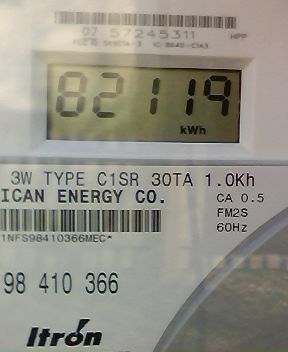 07 57245311 HPP
82119
kWh
3W TYPE C1SR 30TA 1.0Kh
ICAN ENERGY CO.
CA 0.5
FM2S
60Hz
1NFS98410366MEC*
98 410 366
Itron